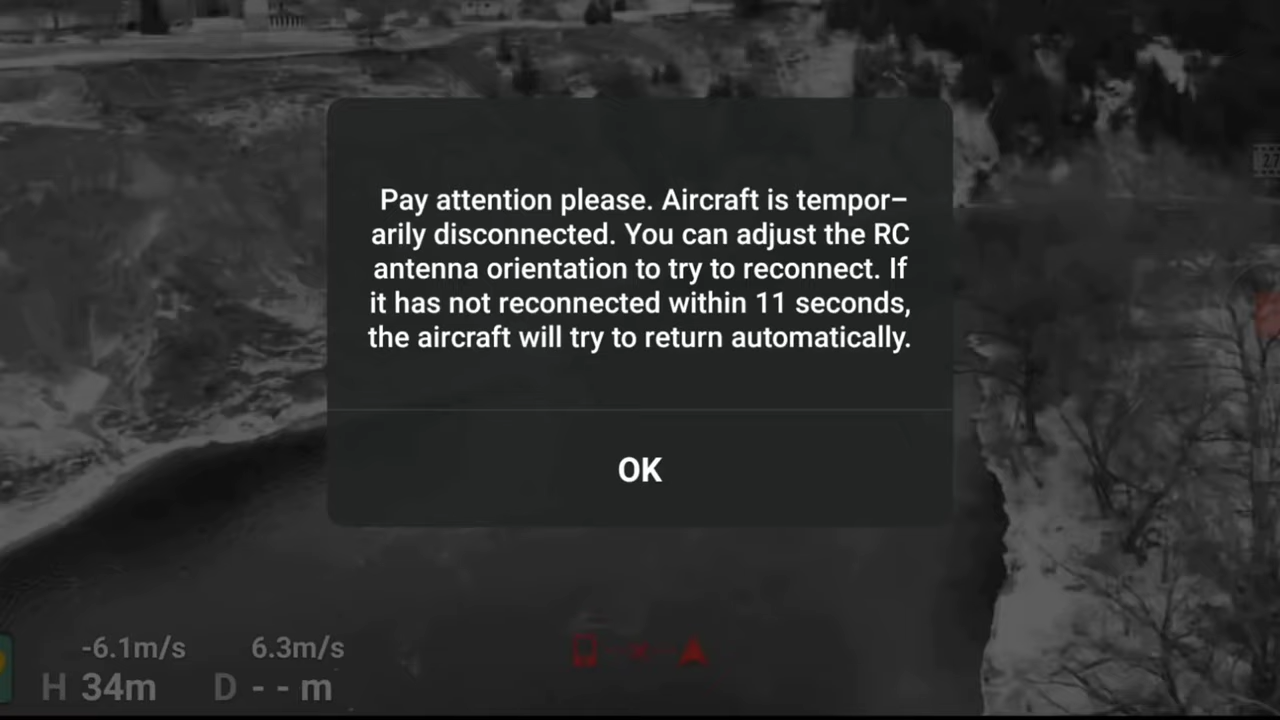 Pay attention please. Aircraft is tempor–
arily disconnected. You can adjust the RC
antenna orientation to try to reconnect. If
it has not reconnected within 11 seconds,
the aircraft will try to return automatically.
OK
-6.1m/s 6.3m/s
H 34m D - - m